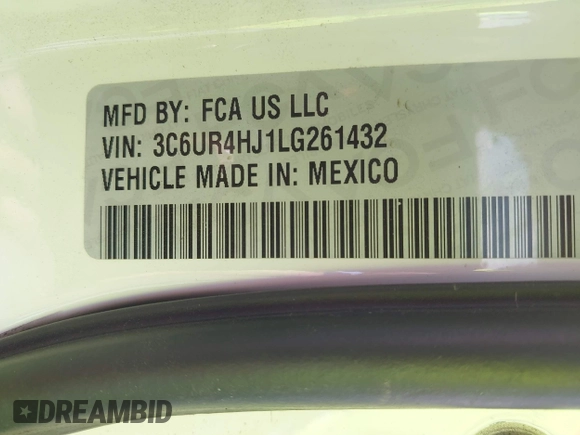 MFD BY: FCA US LLC
VIN: 3C6UR4HJ1LG261432
VEHICLE MADE IN: MEXICO
DREAMBID